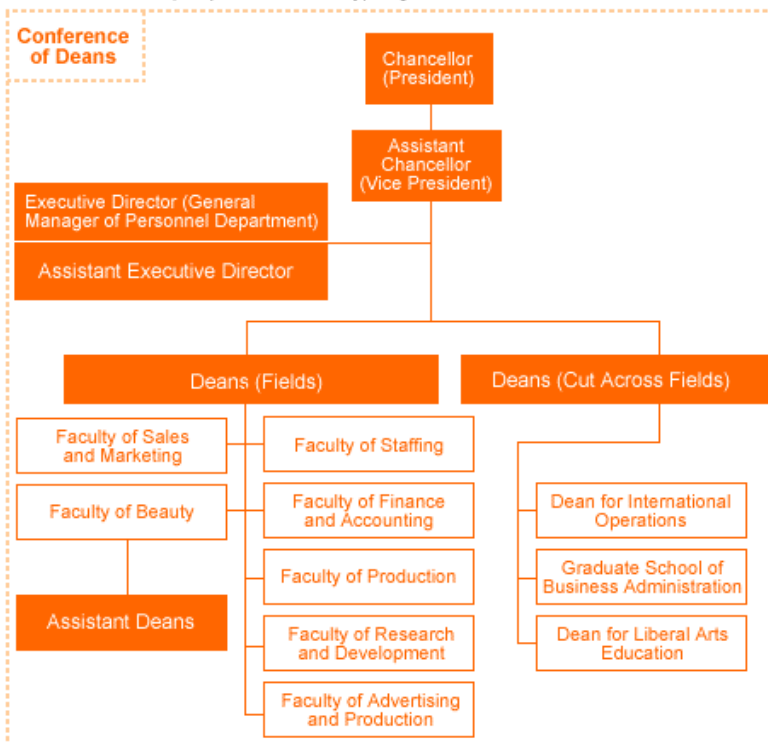 Conference
of Deans
Chancellor
(President)
Assistant
Chancellor
(Vice President)
Executive Director (General
Manager of Personnel Department)
Assistant Executive Director
Deans (Fields)
Deans (Cut Across Fields)
Faculty of Sales
and Marketing
Faculty of Staffing
Faculty of Beauty
Faculty of Finance
and Accounting
Dean for International
Operations
Faculty of Production
Graduate School of
Business Administration
Assistant Deans
Faculty of Research
and Development
Dean for Liberal Arts
Education
Faculty of Advertising
and Production